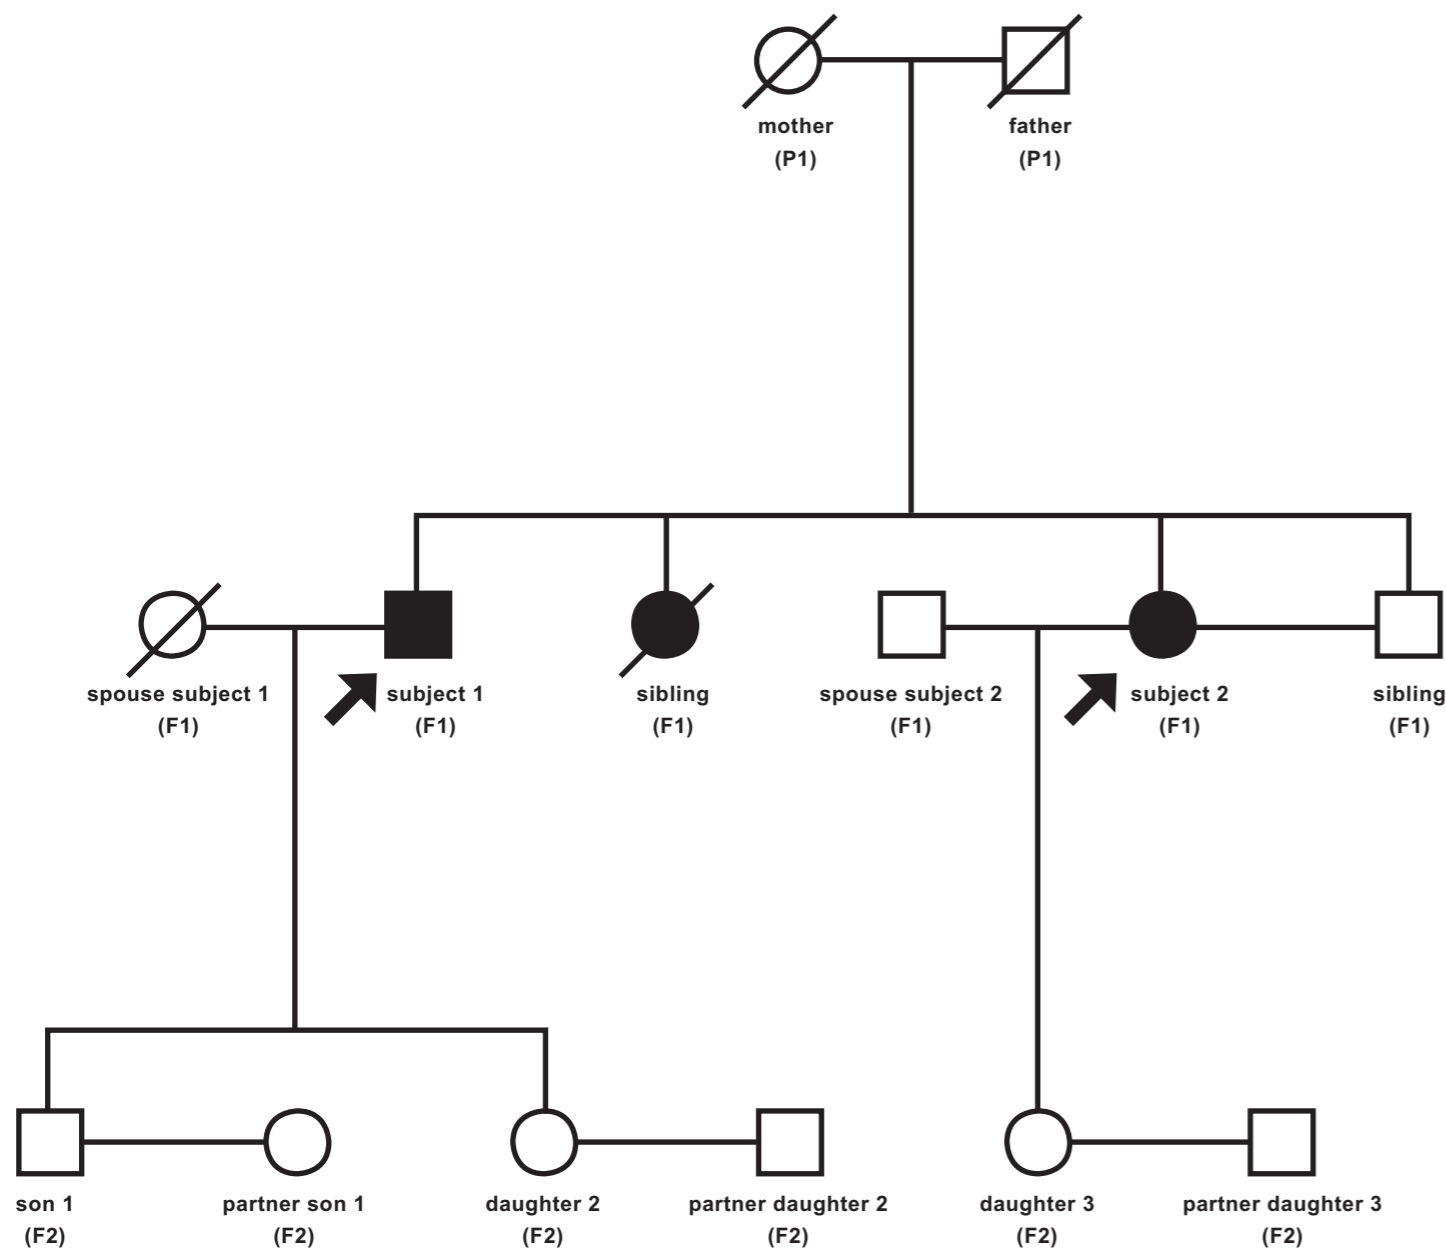 mother
(P1)
father
(P1)
spouse subject 1
(F1)
subject 1
(F1)
sibling
(F1)
spouse subject 2
(F1)
subject 2
(F1)
sibling
(F1)
son 1
(F2)
partner son 1
(F2)
daughter 2
(F2)
partner daughter 2
(F2)
daughter 3
(F2)
partner daughter 3
(F2)